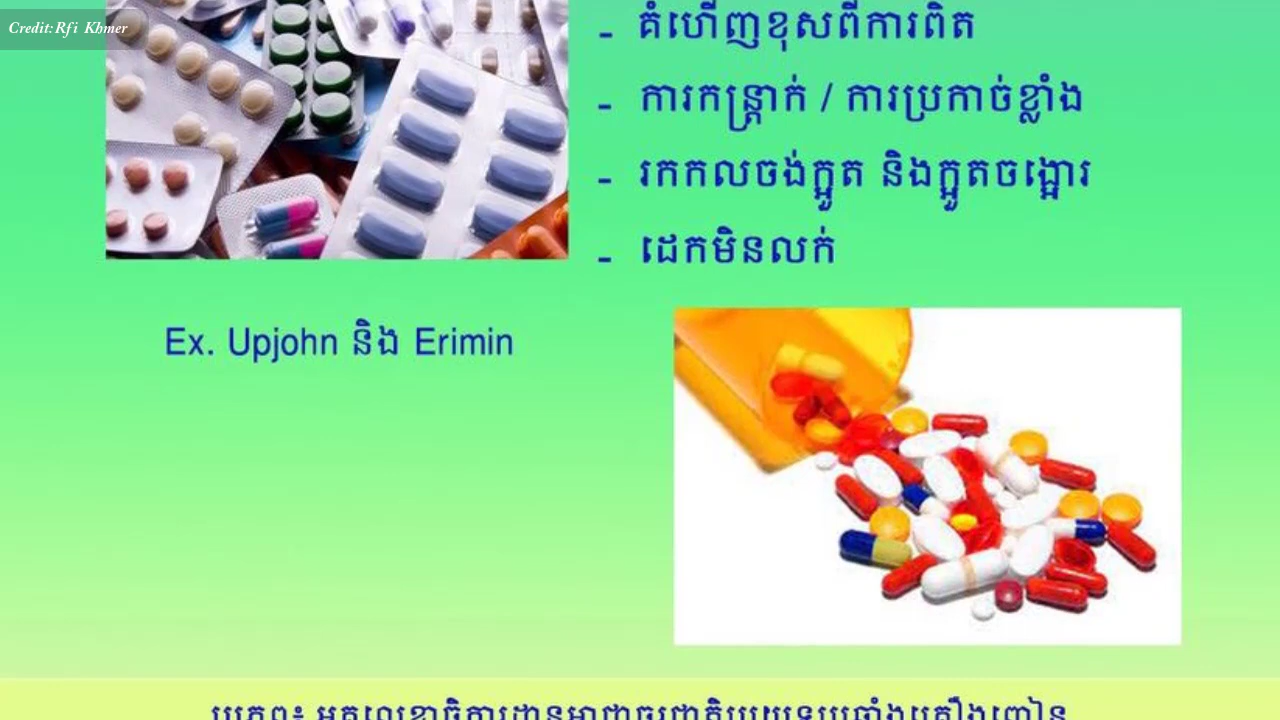 Credit:Rfi Khmer
- គំហើញខុសពីការពិត
- ការកន្ត្រាក់ / ការប្រកាច់ខ្លាំង
- រកកលចង់ក្អួត និងក្អួតចង្អោរ
- ដេកមិនលក់
Ex. Upjohn និង Erimin